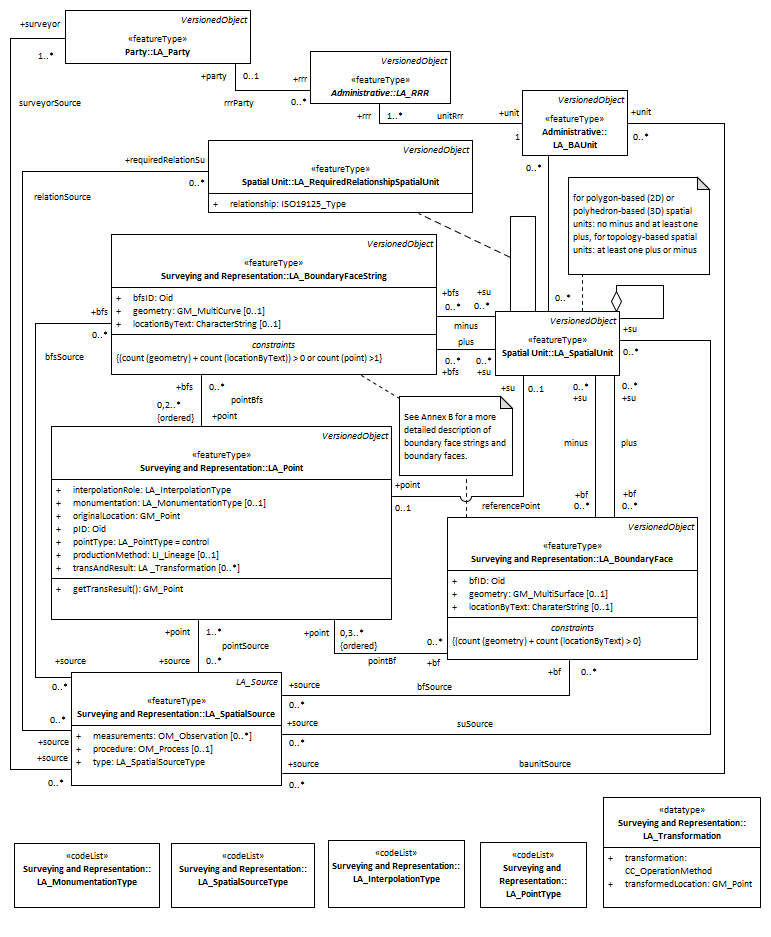 VersionedObject
+surveyor
«featureType»
Party::LA_Party
1..*
+party
0..1
+rrr
surveyorSource
rrrParty
0..*
VersionedObject
«featureType»
Administrative::LA_RRR
+rrr
1..*
unitRrr
+unit
1
VersionedObject
«featureType»
Administrative::
LA_BAUnit
+unit
0..*
0..*
+requiredRelationSu
0..*
relationSource
VersionedObject
«featureType»
Spatial Unit::LA_RequiredRelationshipSpatialUnit
+ relationship: ISO19125_Type
for polygon-based (2D) or
polyhedron-based (3D) spatial
units: no minus and at least one
plus, for topology-based spatial
units: at least one plus or minus
VersionedObject
«featureType»
Surveying and Representation::LA_BoundaryFaceString
+ bfsID: Oid
+ geometry: GM_MultiCurve [0..1]
+ locationByText: CharacterString [0..1]
constraints
{(count (geometry) + count (locationByText)) > 0 or count (point) >1}
+bfs
0..*
bfsSource
+bfs +su
0..* 0..*
minus
plus
0..* 0..*
+bfs +su
0..*
VersionedObject
«featureType»
Spatial Unit::LA_SpatialUnit
+su
0..*
+bfs
0..*
pointBfs
0,2..*
{ordered}
+point
+su
0..1
0..*
+su
0..*
+su
See Annex B for a more
detailed description of
boundary face strings and
boundary faces.
minus
plus
VersionedObject
«featureType»
Surveying and Representation::LA_Point
+ interpolationRole: LA_InterpolationType
+ monumentation: LA_MonumentationType [0..1]
+ originalLocation: GM_Point
+ pID: Oid
+ pointType: LA_PointType = control
+ productionMethod: LI_Lineage [0..1]
+ transAndResult: LA _Transformation [0..*]
+ getTransResult(): GM_Point
+point
0..1
referencePoint
+bf
0..*
+bf
0..*
VersionedObject
«featureType»
Surveying and Representation::LA_BoundaryFace
+ bfID: Oid
+ geometry: GM_MultiSurface [0..1]
+ locationByText: CharaterString [0..1]
constraints
{(count (geometry) + count (locationByText) > 0}
+point
1..*
pointSource
+source
0..*
+point
0,3..*
{ordered}
pointBf
0..*
+bf
+bf
0..*
+source
0..*
LA_Source
«featureType»
Surveying and Representation::LA_SpatialSource
+ measurements: OM_Observation [0..*]
+ procedure: OM_Process [0..1]
+ type: LA_SpatialSourceType
0..*
+source
+source
0..*
+source
bfSource
0..*
+source
suSource
0..*
+source
baunitSource
0..*
«codeList»
Surveying and Representation::
LA_MonumentationType
«codeList»
Surveying and Representation::
LA_SpatialSourceType
«codeList»
Surveying and Representation::
LA_InterpolationType
«codeList»
Surveying and
Representation::
LA_PointType
«datatype»
Surveying and Representation::
LA_Transformation
+ transformation:
CC_OperationMethod
+ transformedLocation: GM_Point